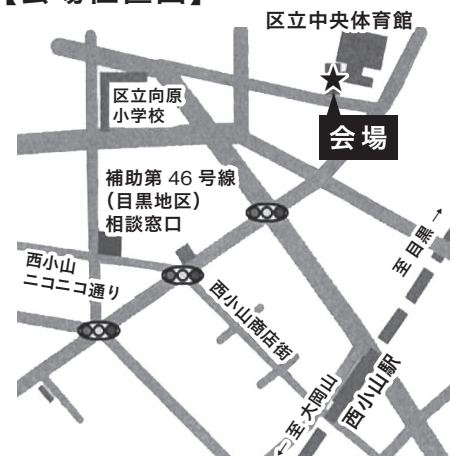 【会場位置図】
区立中央体育館
会場
区立向原
小学校
補助第 46 号線
（目黒地区）
相談窓口
至 目黒→
西小山
ニコニコ通り
西小山商店街
西小山駅
←至 大岡山